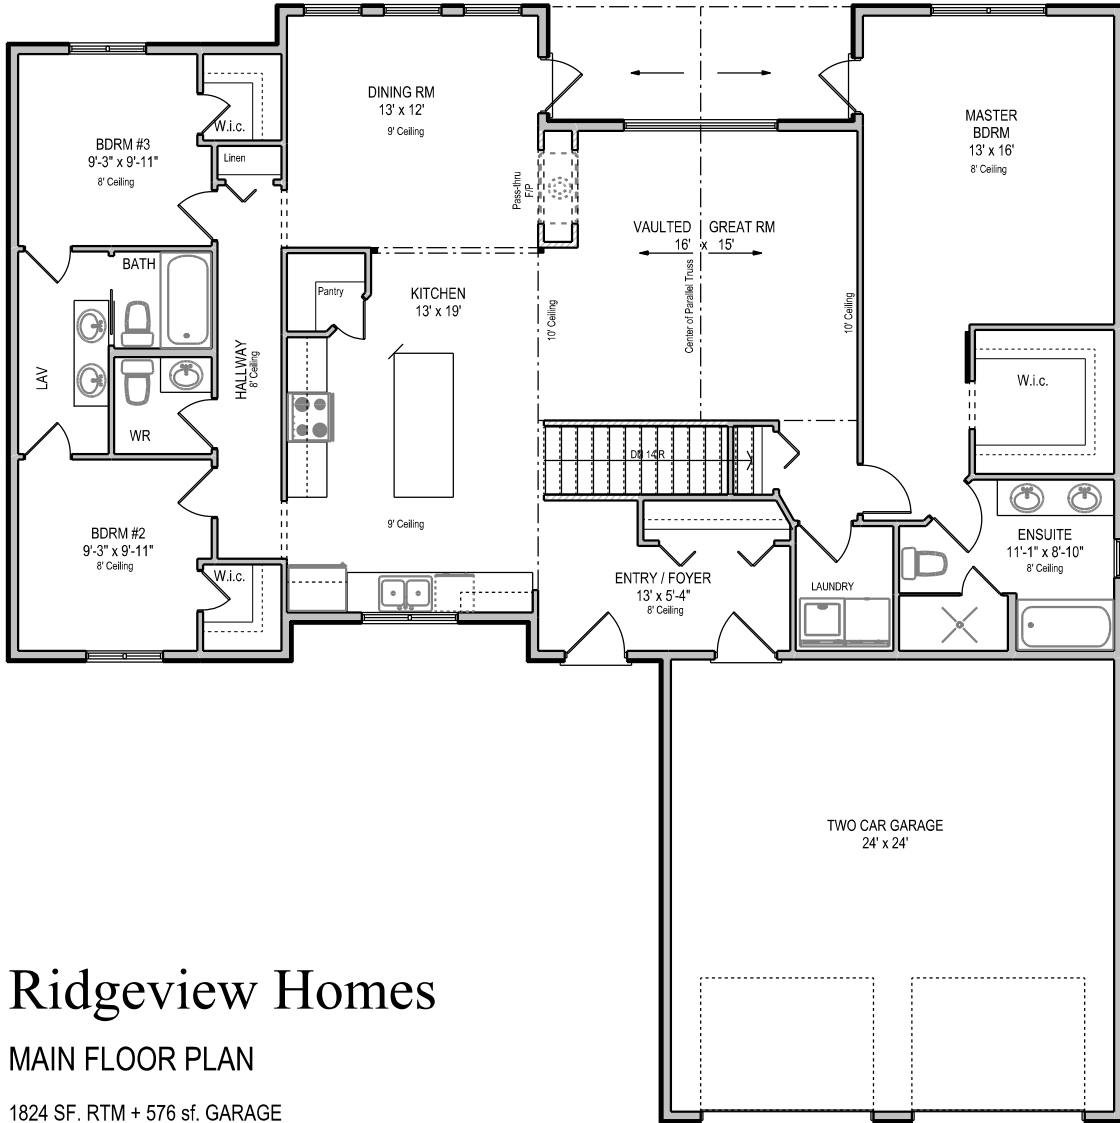 DINING RM
13' x 12'
9' Ceiling
MASTER
BDRM
13' x 16'
8' Ceiling
W.i.c.
BDRM #3
9'-3" x 9'-11"
8' Ceiling
Linen
Pass-thru
F/P
VAULTED GREAT RM
16' x 15'
Center of Parallel Truss
10' Ceiling
10' Ceiling
BATH
Pantry
KITCHEN
13' x 19'
LAV
HALLWAY
8' Ceiling
W.i.c.
WR
DN 14 R
9' Ceiling
BDRM #2
9'-3" x 9'-11"
8' Ceiling
W.i.c.
ENTRY / FOYER
13' x 5'-4"
8' Ceiling
LAUNDRY
ENSUITE
11'-1" x 8'-10"
8' Ceiling
TWO CAR GARAGE
24' x 24'
Ridgeview Homes
MAIN FLOOR PLAN
1824 SF. RTM + 576 sf. GARAGE